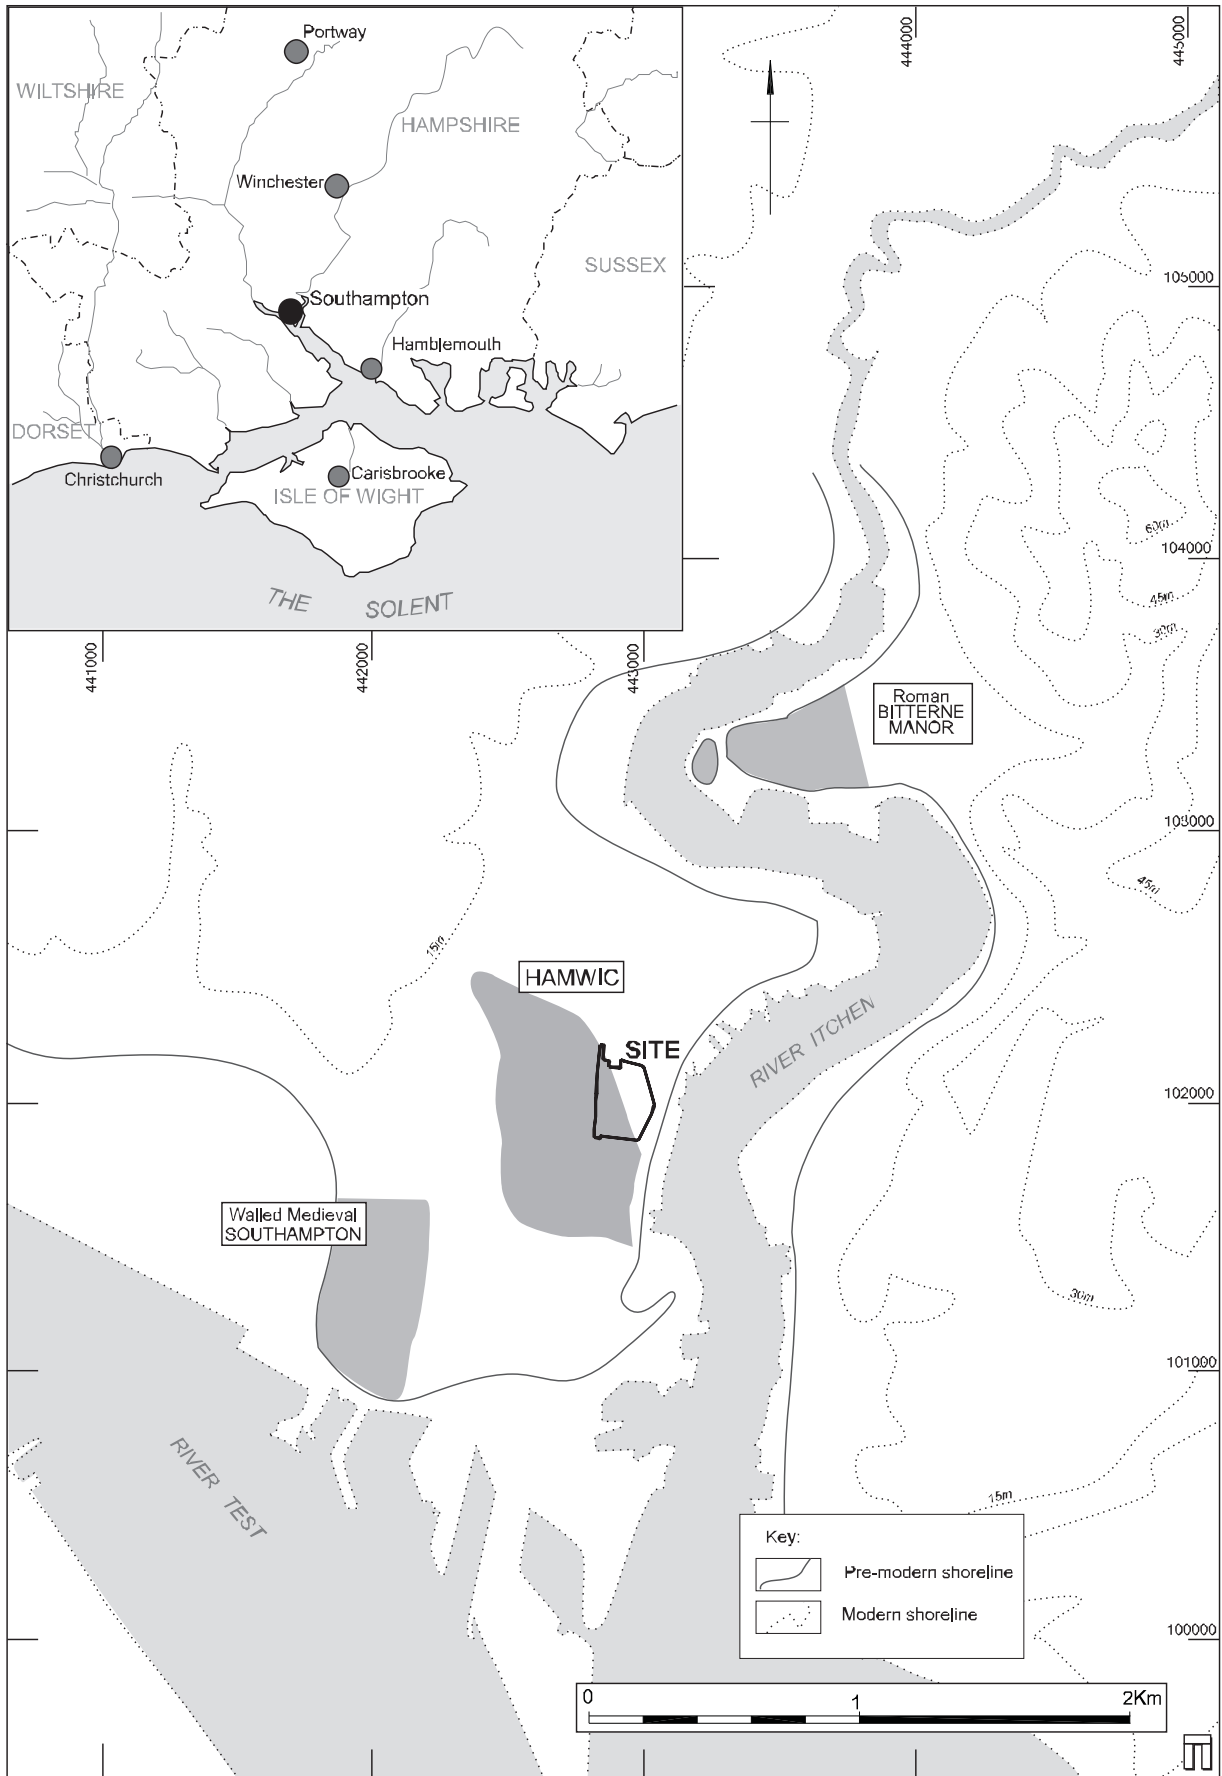 Portway
WILTSHIRE
HAMPSHIRE
Winchester
SUSSEX
Southampton
Hamblemouth
DORSET
Christchurch
Carisbrooke
ISLE OF WIGHT
THE SOLENT
444000
445000
105000
60m
104000
45m
30m
441000
442000
443000
Roman
BITTERNE
MANOR
103000
45m
15m
HAMWIC
RIVER ITCHEN
SITE
102000
Walled Medieval
SOUTHAMPTON
30m
101000
RIVER TEST
15m
Key:
Pre-modern shoreline
Modern shoreline
100000
0 1 2Km